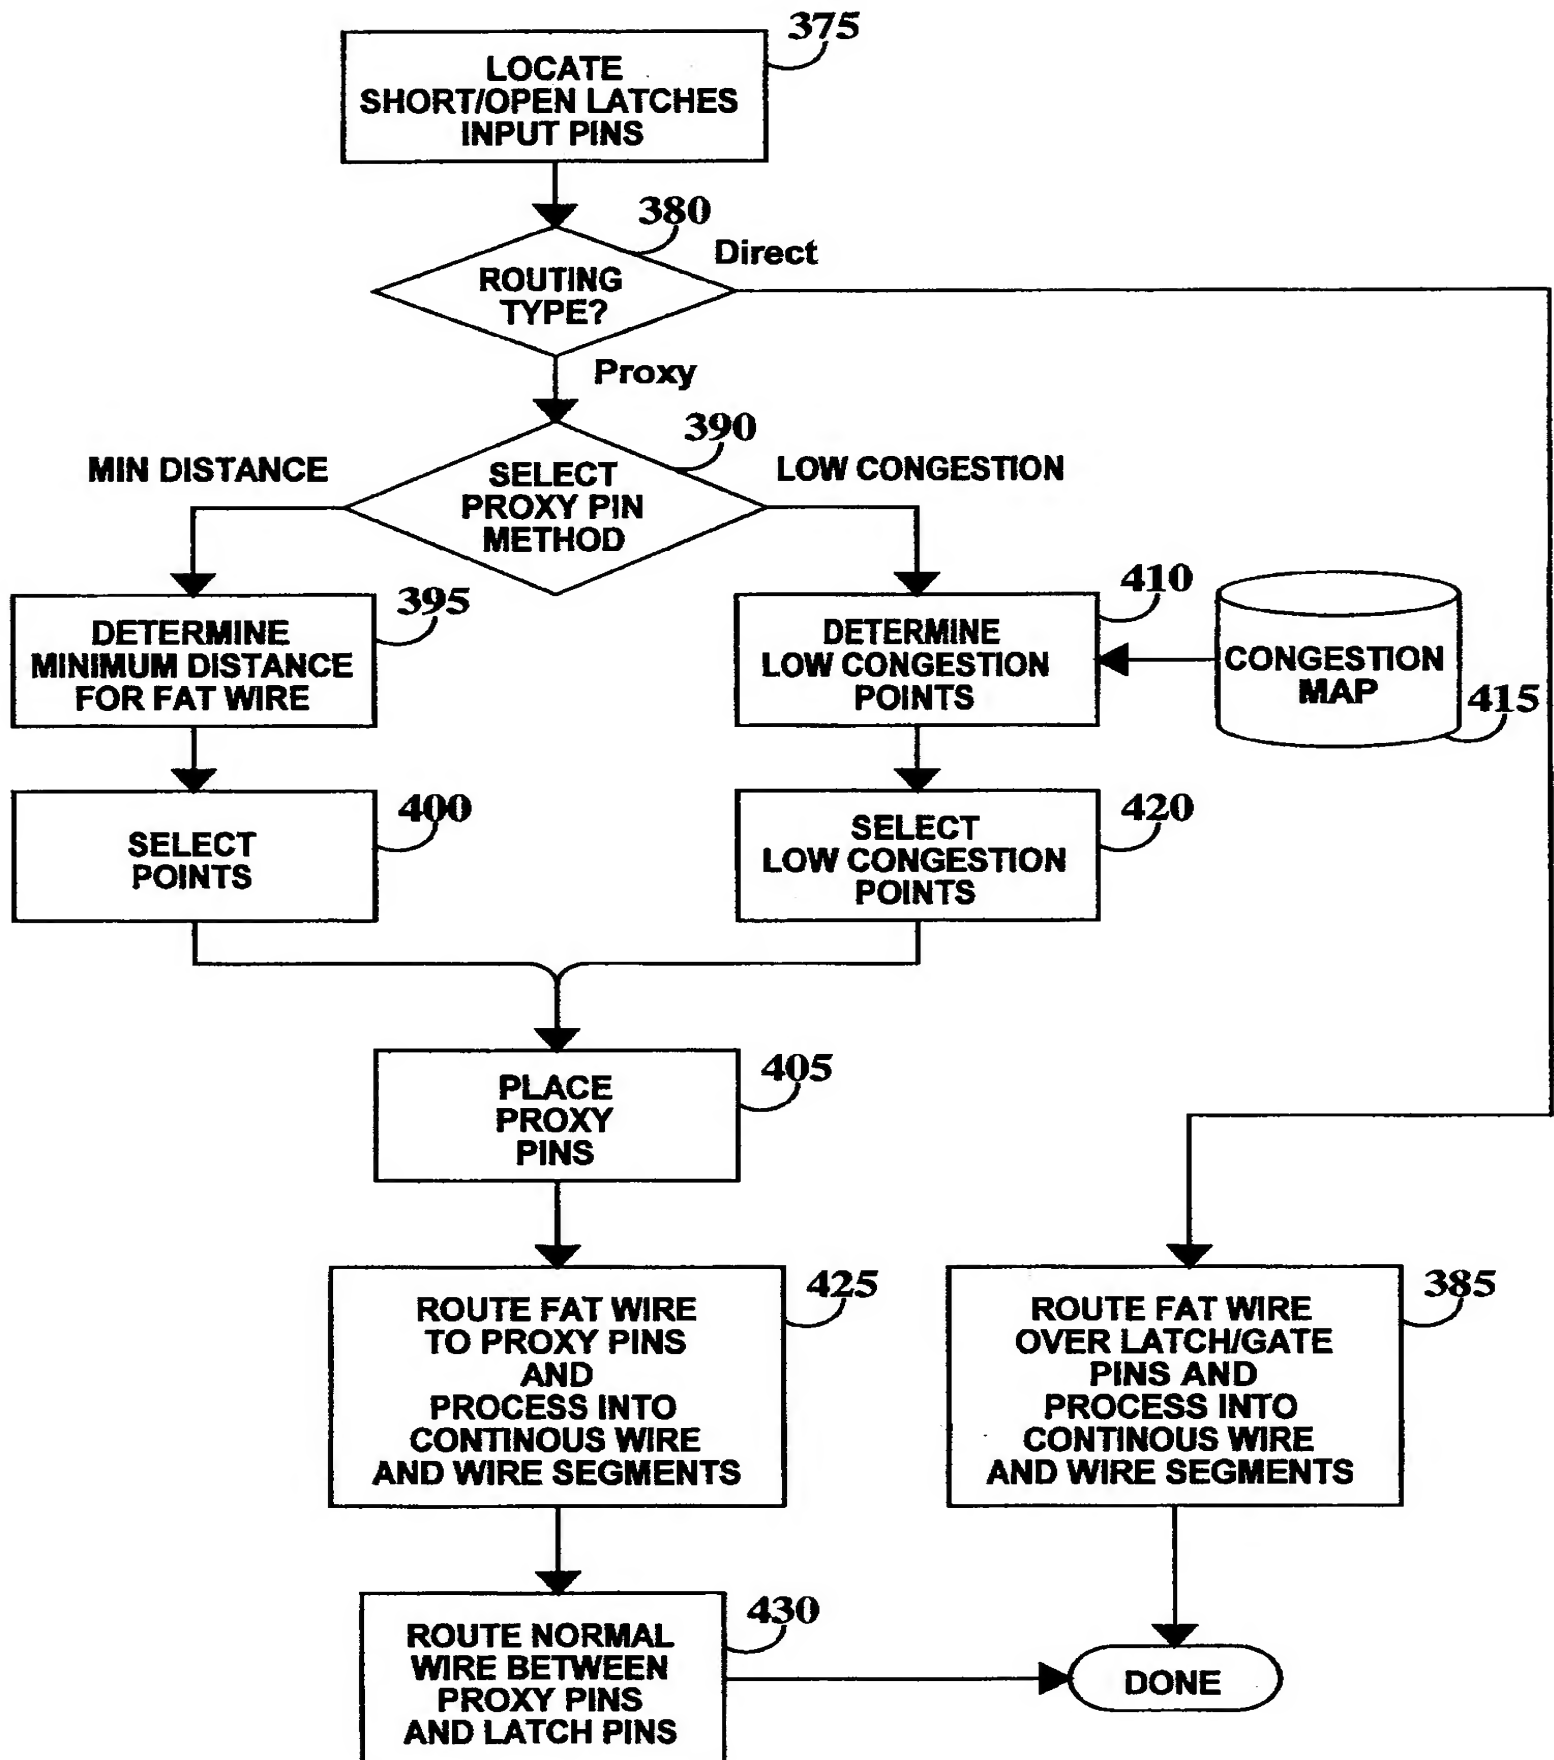 375
LOCATE
SHORT/OPEN LATCHES
INPUT PINS
380
Direct
ROUTING
TYPE?
Proxy
390
MIN DISTANCE
SELECT
PROXY PIN
METHOD
LOW CONGESTION
395
DETERMINE
MINIMUM DISTANCE
FOR FAT WIRE
410
DETERMINE
LOW CONGESTION
POINTS
CONGESTION
MAP
415
400
SELECT
POINTS
420
SELECT
LOW CONGESTION
POINTS
405
PLACE
PROXY
PINS
425
ROUTE FAT WIRE
TO PROXY PINS
AND
PROCESS INTO
CONTINOUS WIRE
AND WIRE SEGMENTS
385
ROUTE FAT WIRE
OVER LATCH/GATE
PINS AND
PROCESS INTO
CONTINOUS WIRE
AND WIRE SEGMENTS
430
ROUTE NORMAL
WIRE BETWEEN
PROXY PINS
AND LATCH PINS
DONE